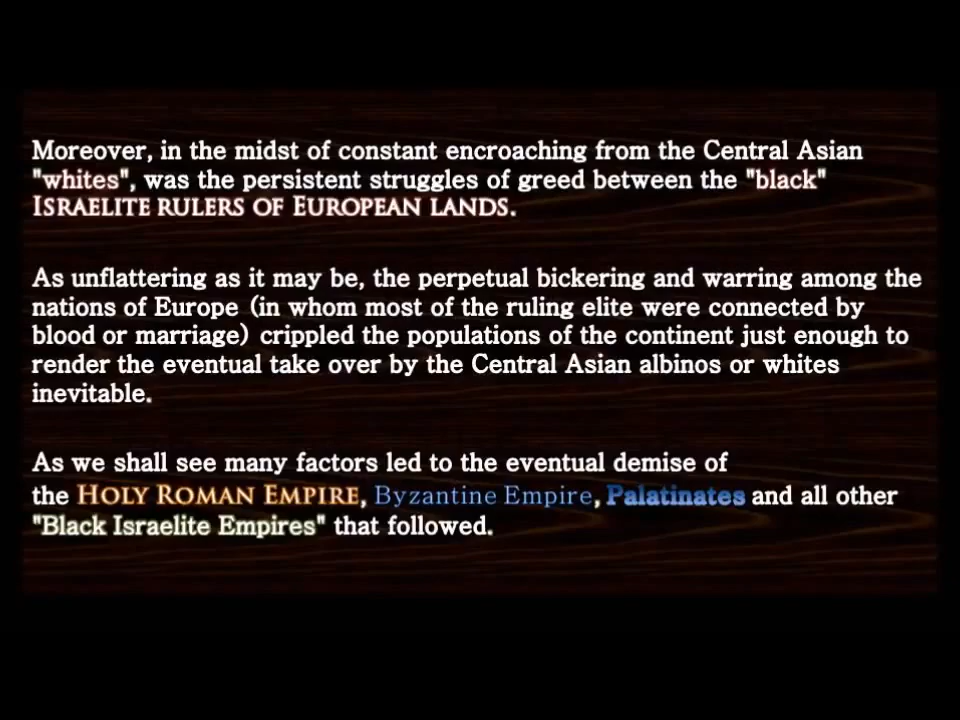 Moreover, in the midst of constant encroaching from the Central Asian
"whites", was the persistent struggles of greed between the "black"
ISRAELITE RULERS OF EUROPEAN LANDS.
As unflattering as it may be, the perpetual bickering and warring among the
nations of Europe (in whom most of the ruling elite were connected by
blood or marriage) crippled the populations of the continent just enough to
render the eventual take over by the Central Asian albinos or whites
inevitable.
As we shall see many factors led to the eventual demise of
the HOLY ROMAN EMPIRE, Byzantine Empire, Palatinates and all other
"Black Israelite Empires" that followed.